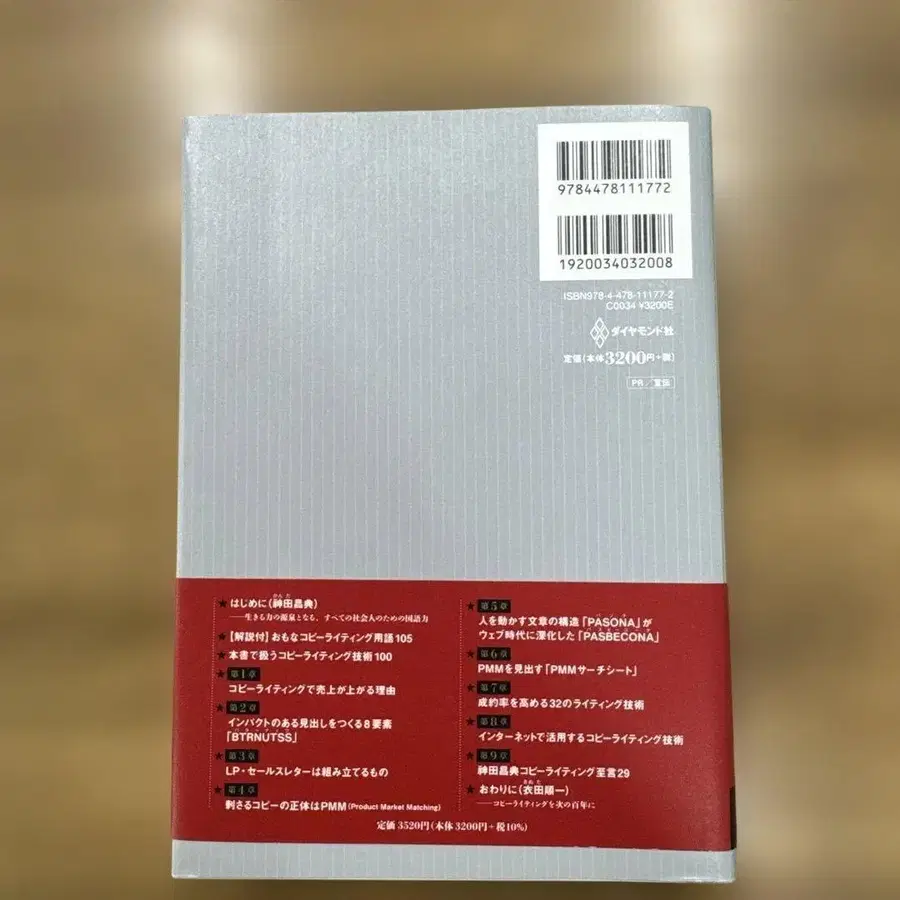 9784478111772
1920034032008
ISBN978-4-478-11177-2
C0034 ¥3200E
ダイヤモンド社
定価(本体3200円+税)
PR/宣伝
★はじめに(神田昌典)
かんだ
――生きる力の源泉となる、すべての社会人のための国語力
★【解説付】おもなコピーライティング用語105
★本書で扱うコピーライティング技術100
★第1章
コピーライティングで売上が上がる理由
★第2章
インパクトのある見出しをつくる8要素
「BTRNUTSS」
★第3章
LP・セールスレターは組み立てるもの
★第4章
刺さるコピーの正体はPMM(Product Market Matching)
★第5章
人を動かす文章の構造「PASONA」が
ウェブ時代に深化した「PASBECONA」
★第6章
PMMを見出す「PMMサーチシート」
★第7章
成約率を高める32のライティング技術
★第8章
インターネットで活用するコピーライティング技術
★第9章
神田昌典コピーライティング至言29
★おわりに(衣田順一)
きぬた
――コピーライティングを次の百年に
定価3520円(本体3200円+税10%)